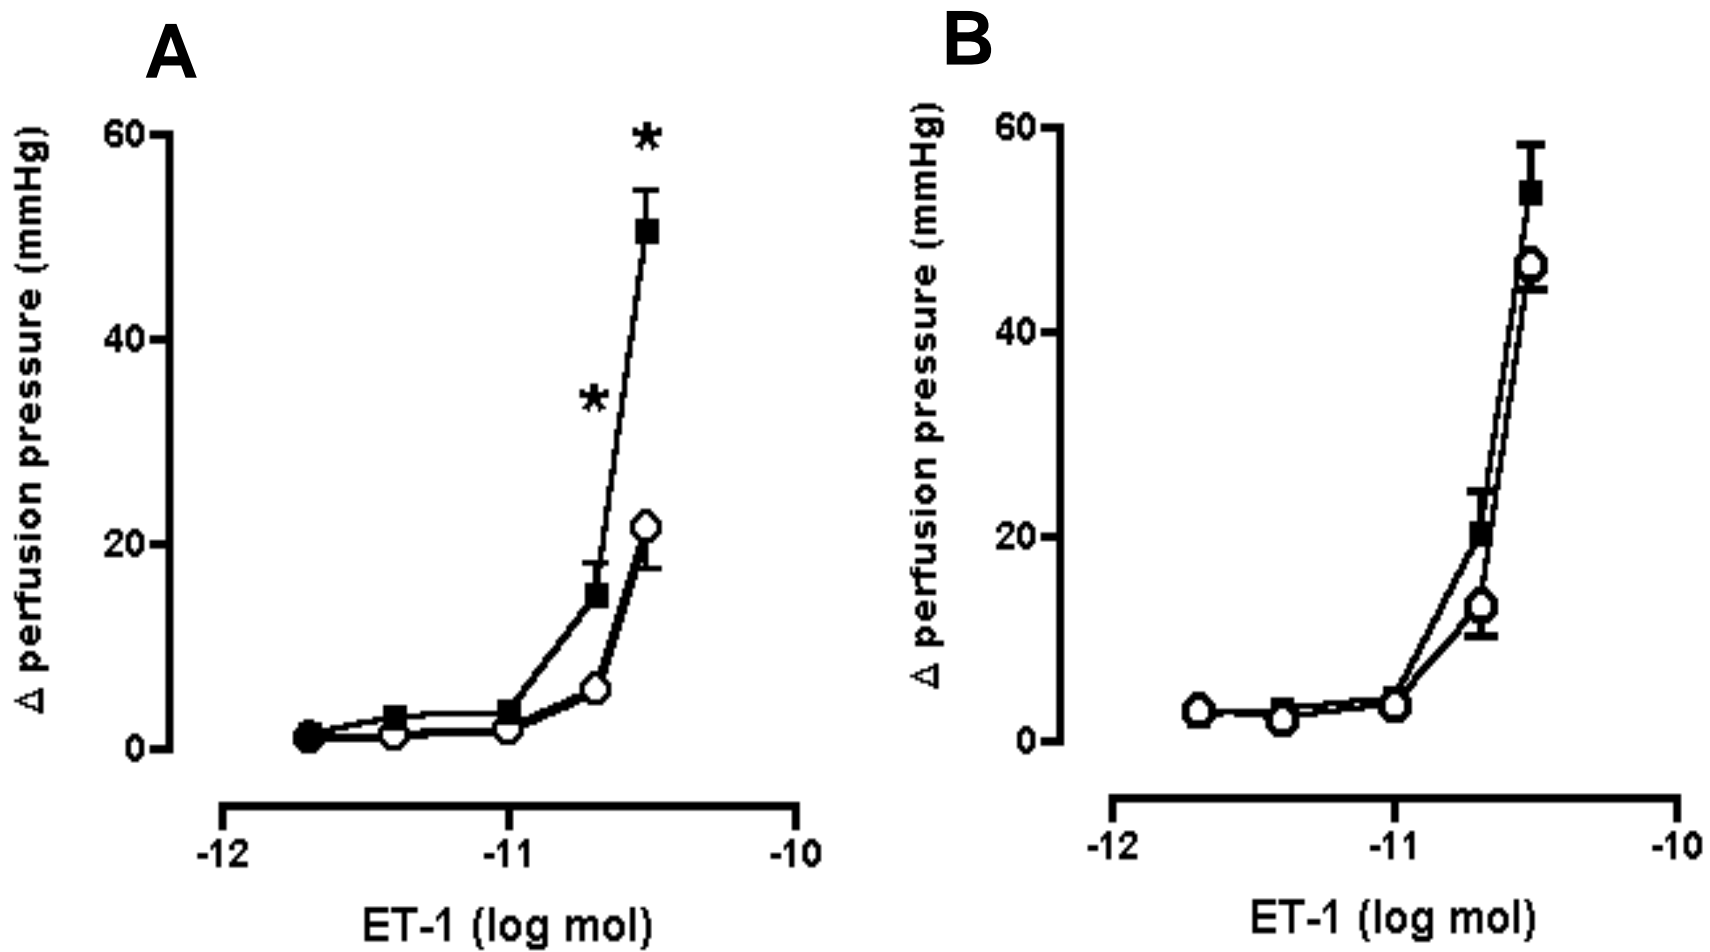 A
B
Δ perfusion pressure (mmHg)
60
*
40
*
20
0
-12
-11
-10
ET-1 (log mol)
Δ perfusion pressure (mmHg)
60
40
20
0
-12
-11
-10
ET-1 (log mol)